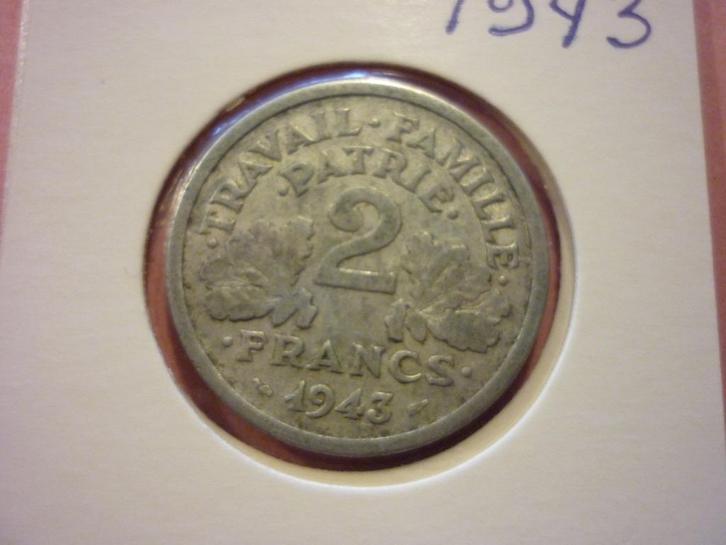 1943
·TRAVAIL·FAMILLE·
·PATRIE·
2
·FRANCS·
1943